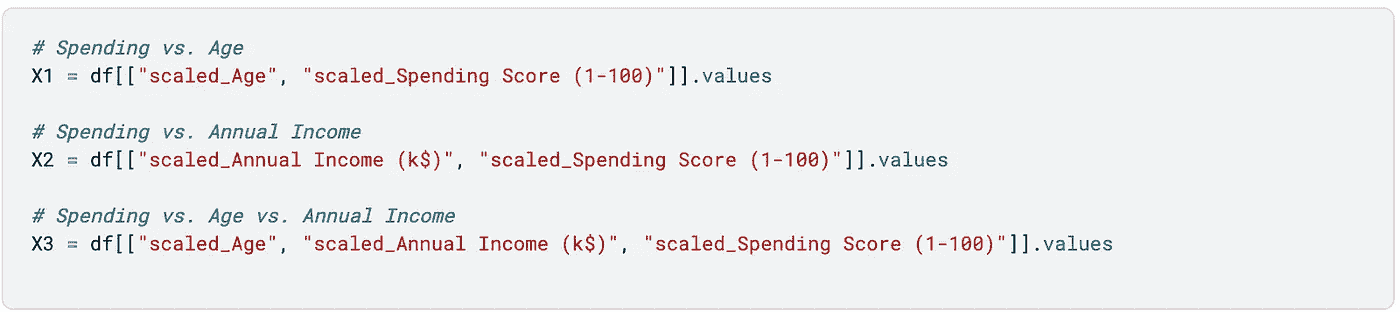 # Spending vs. Age
X1 = df[["scaled_Age", "scaled_Spending Score (1-100)"]].values
# Spending vs. Annual Income
X2 = df[["scaled_Annual Income (k$)", "scaled_Spending Score (1-100)"]].values
# Spending vs. Age vs. Annual Income
X3 = df[["scaled_Age", "scaled_Annual Income (k$)", "scaled_Spending Score (1-100)"]].values